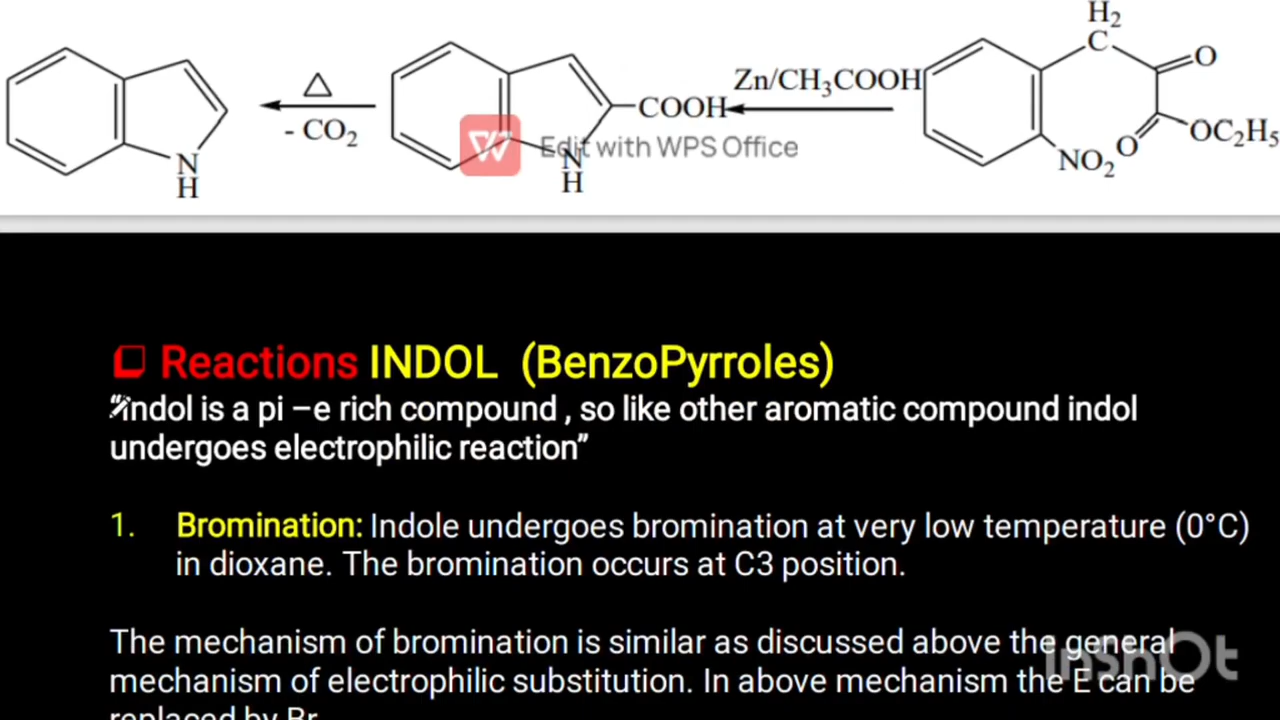 H2
C
O
Zn/CH3COOH
△
- CO2
COOH
OC2H5
O
NO2
N
H
N
H
Edit with WPS Office
Reactions INDOL (BenzoPyrroles)
“indol is a pi –e rich compound , so like other aromatic compound indol
undergoes electrophilic reaction”
1. Bromination: Indole undergoes bromination at very low temperature (0°C)
in dioxane. The bromination occurs at C3 position.
The mechanism of bromination is similar as discussed above the general
mechanism of electrophilic substitution. In above mechanism the E can be
replaced by Br
InshOt